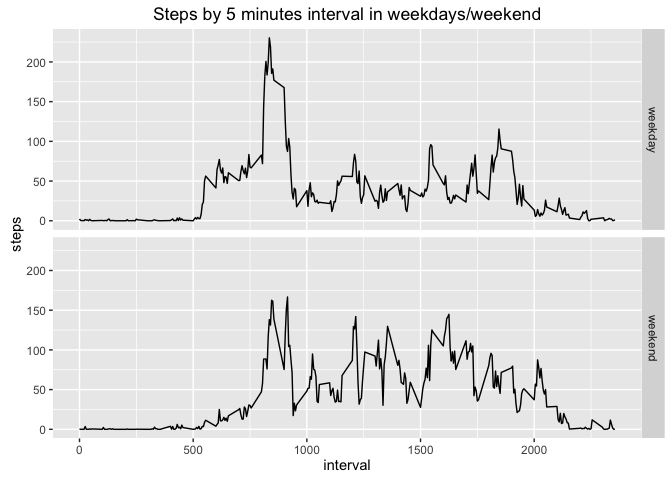 Steps by 5 minutes interval in weekdays/weekend
steps
200
150
100
50
0
weekday
200
150
100
50
0
weekend
0 500 1000 1500 2000
interval